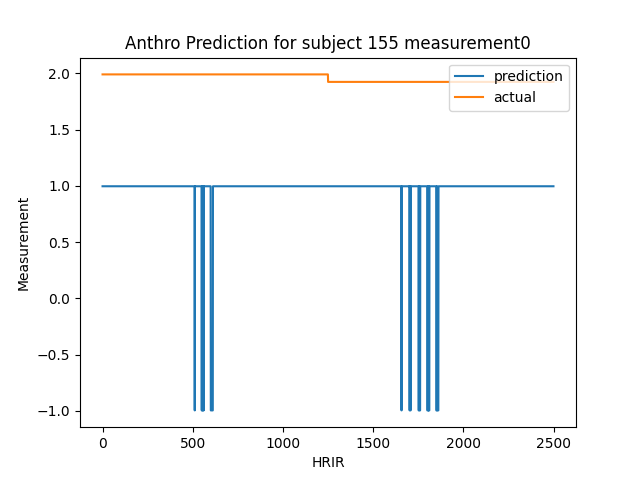 Anthro Prediction for subject 155 measurement0
prediction
actual
Measurement
2.0
1.5
1.0
0.5
0.0
−0.5
−1.0
0 500 1000 1500 2000 2500
HRIR